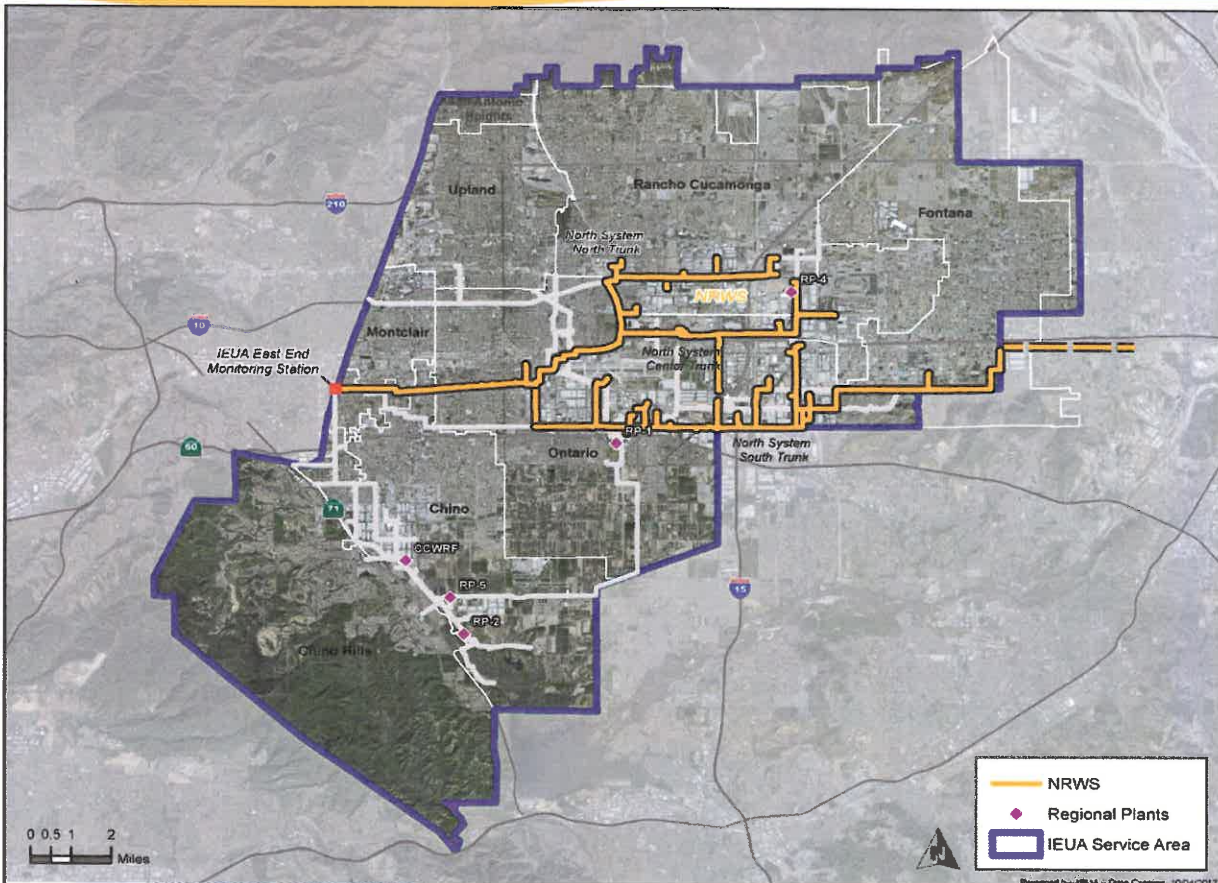 Upland
Rancho Cucamonga
Fontana
210
North System
North Trunk
RP-4
NRWS
10
Montclair
IEUA East End
Monitoring Station
North System
Center Trunk
RP-1
60
Ontario
North System
South Trunk
71
Chino
CCWRF
15
RP-5
RP-2
Chino Hills
NRWS
Regional Plants
IEUA Service Area
0 0.5 1 2
Miles